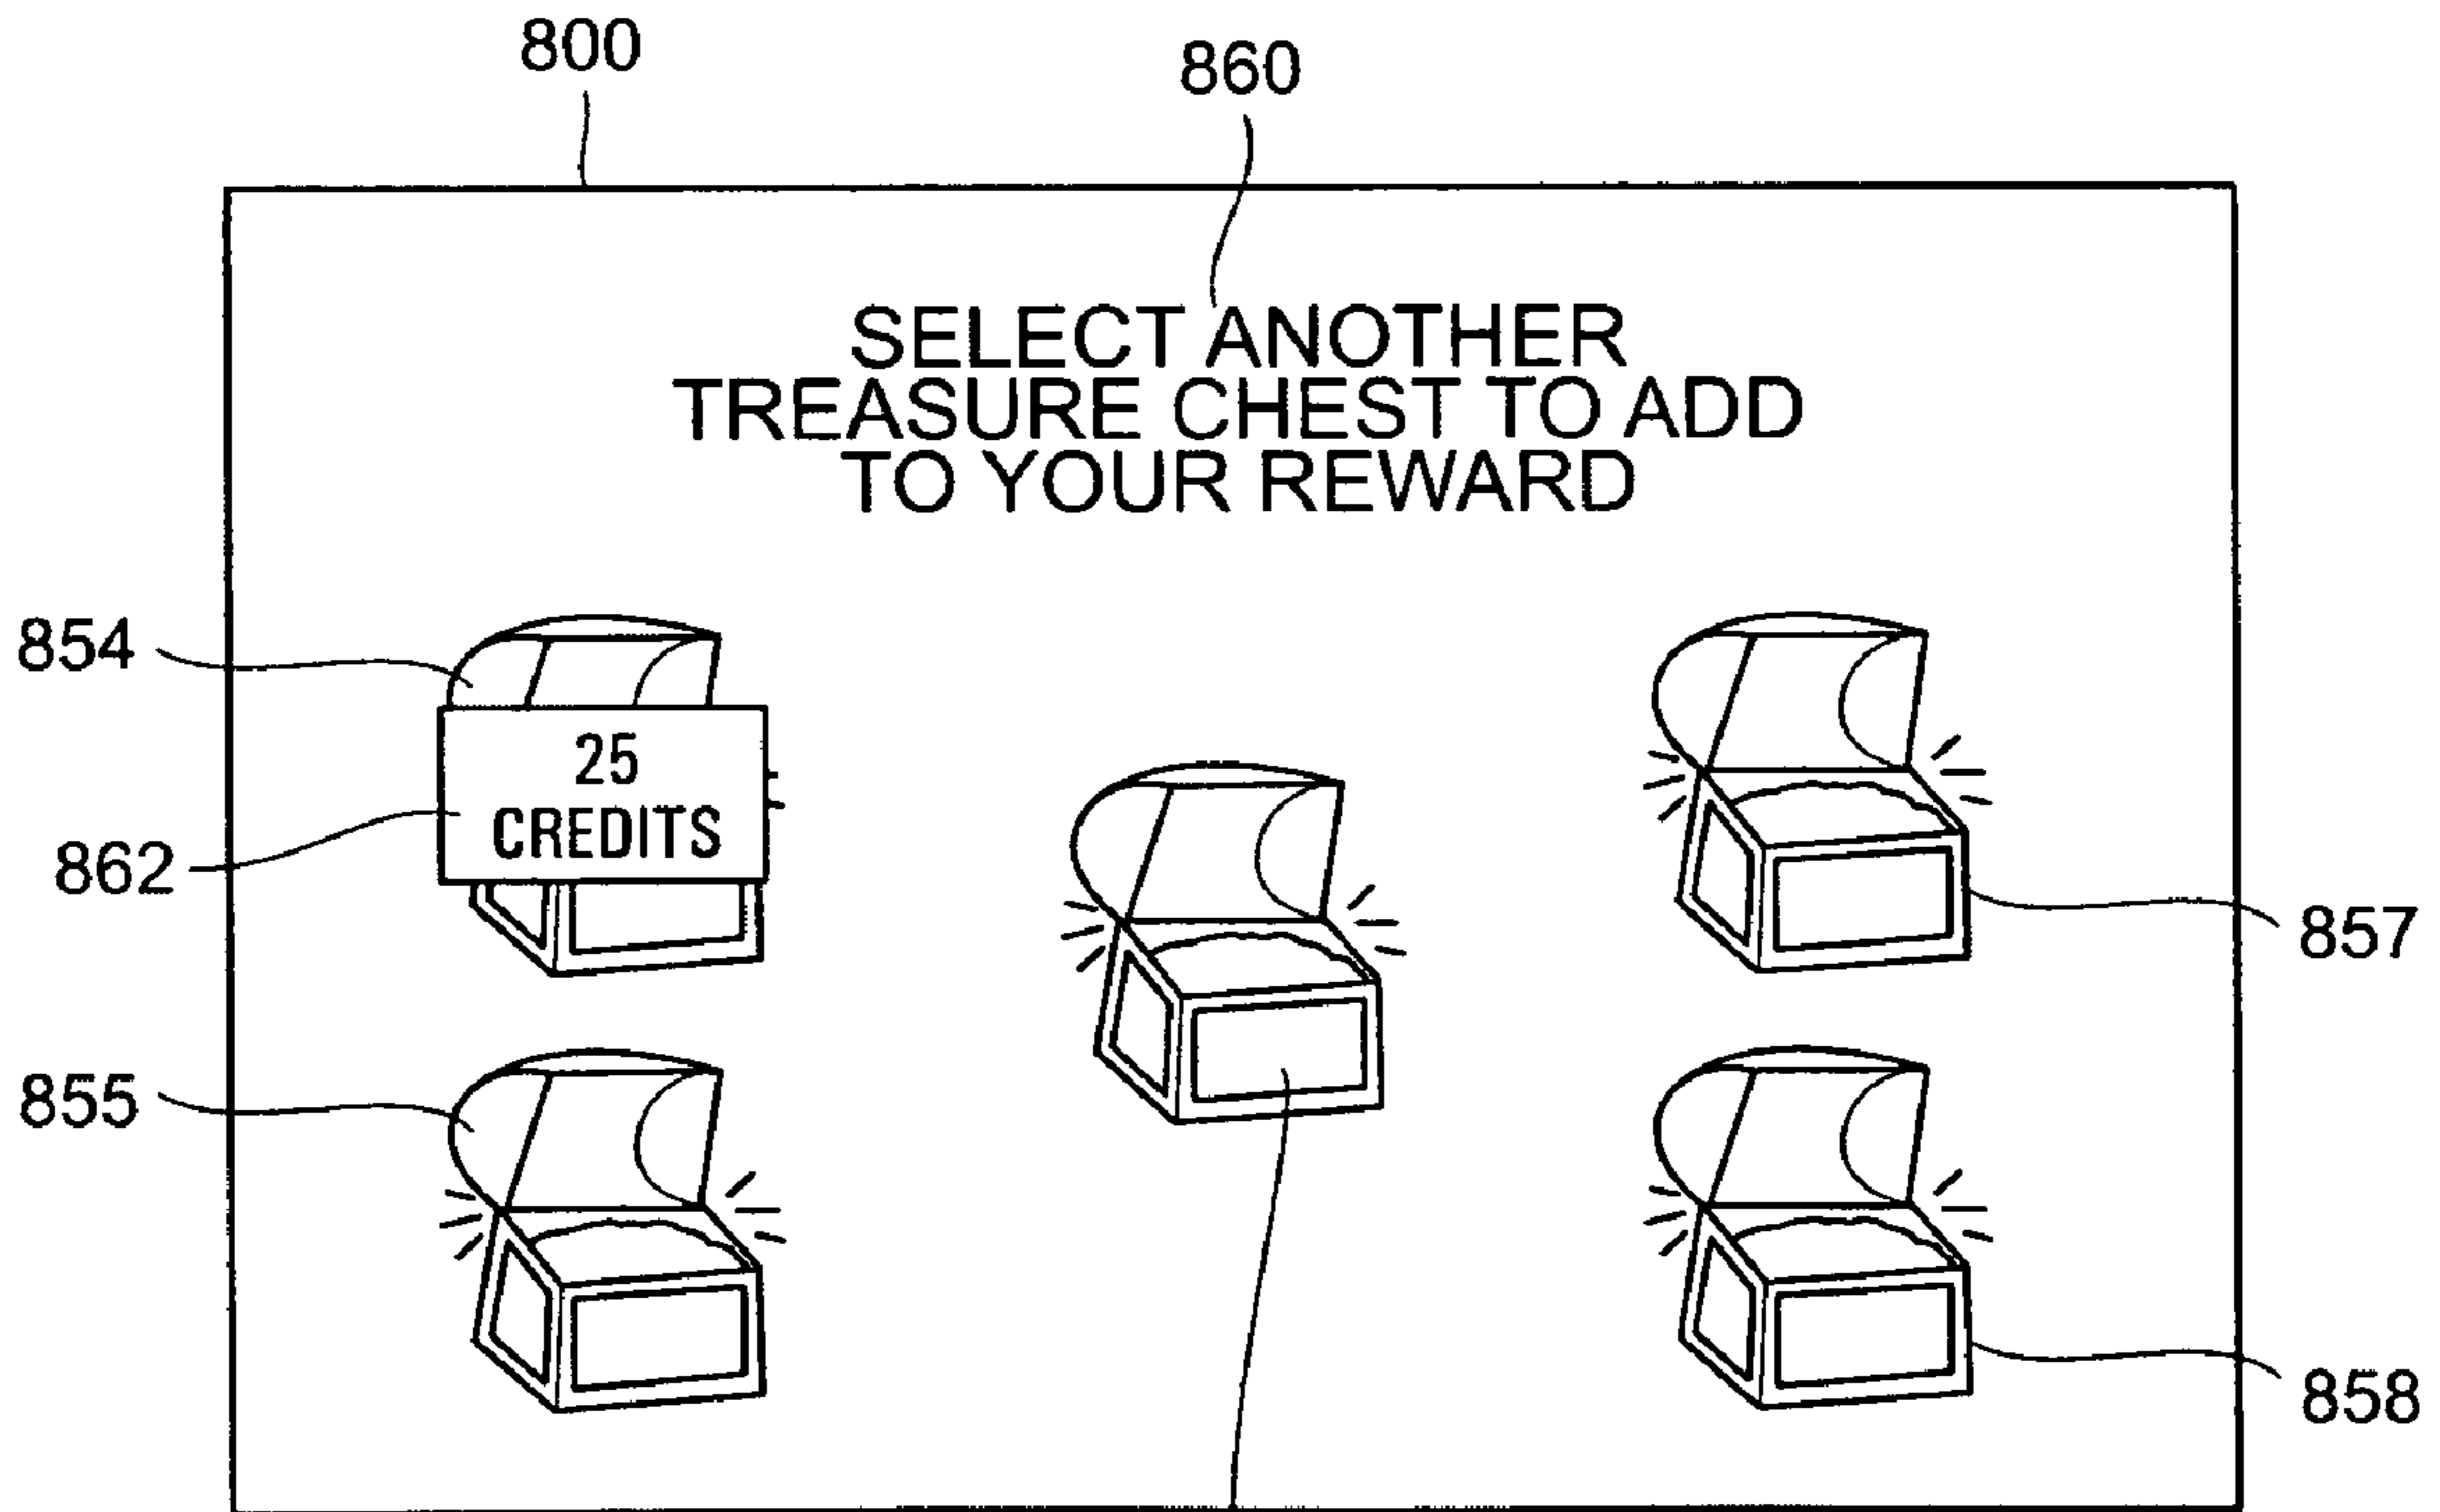 800
860
SELECT ANOTHER
TREASURE CHEST TO ADD
TO YOUR REWARD
854
25
CREDITS
862
857
855
858